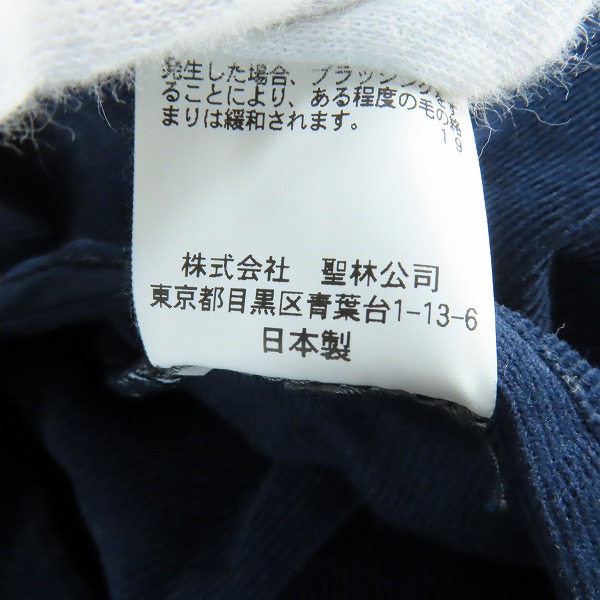 発生した場合、ブラッシングをす
ることにより、ある程度の毛の絡
まりは緩和されます。
19
株式会社 聖林公司
東京都目黒区青葉台1-13-6
日本製